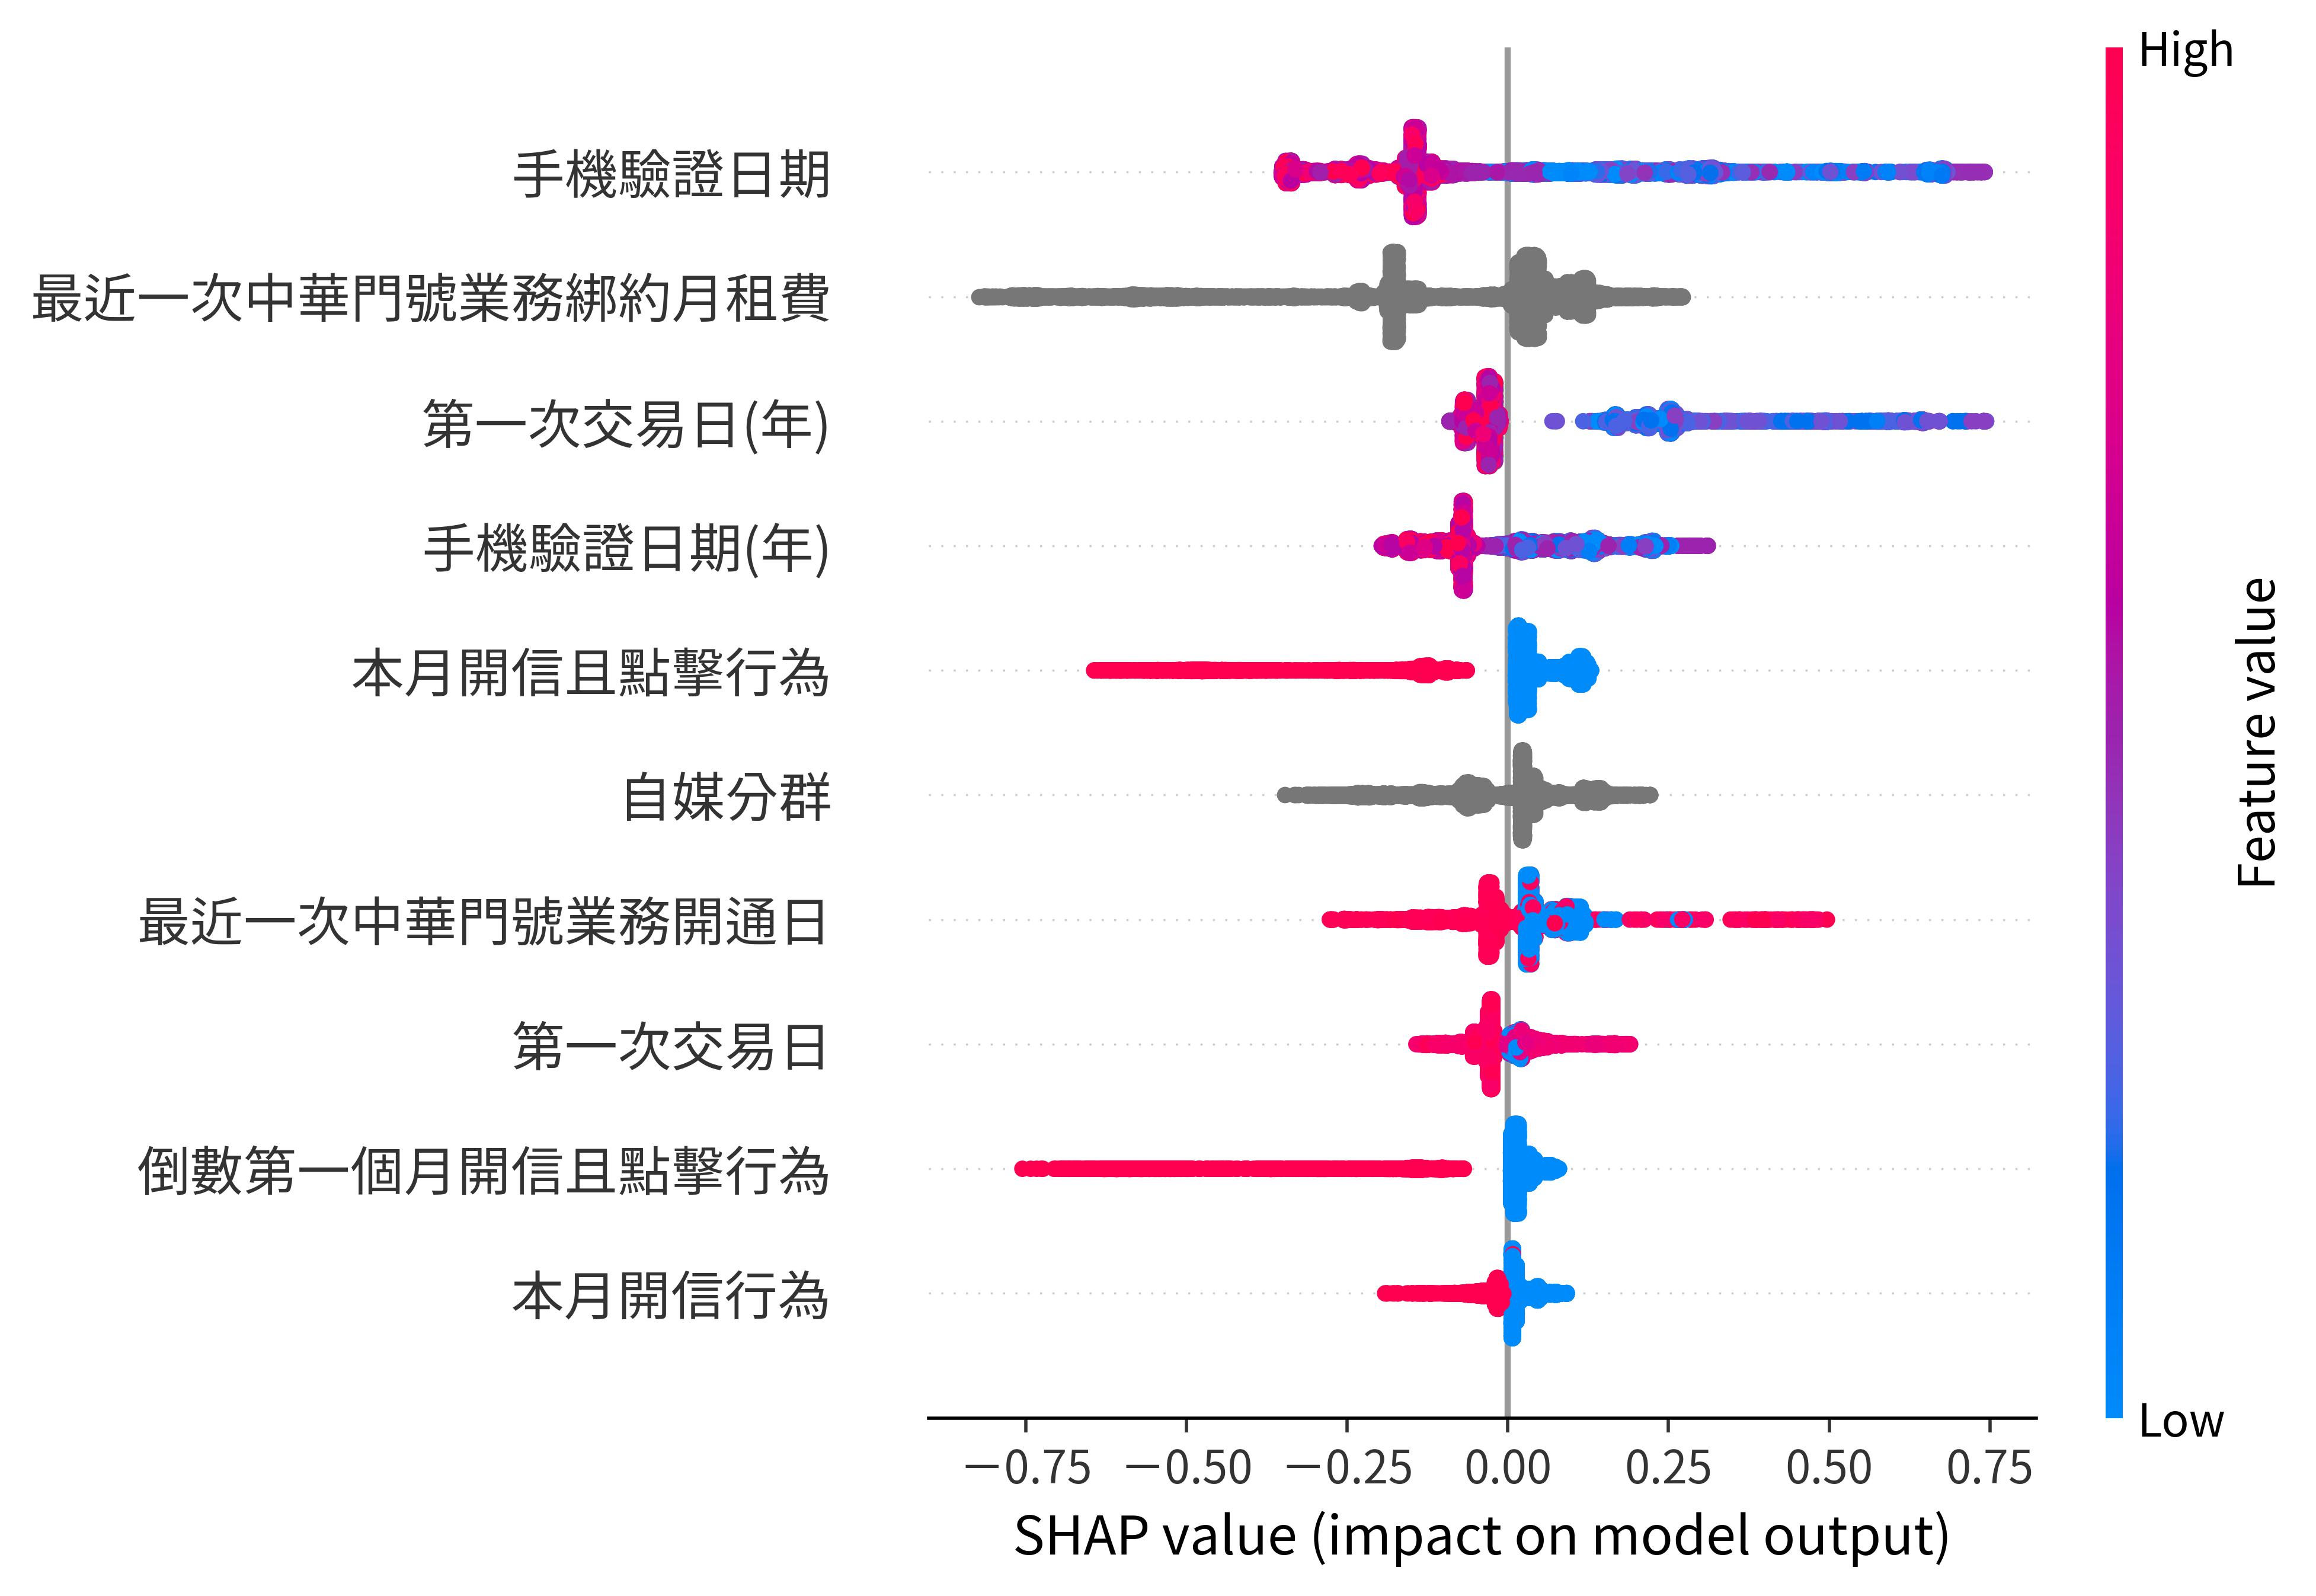 High
手機驗證日期
最近一次中華門號業務綁約月租費
第一次交易日(年)
手機驗證日期(年)
本月開信且點擊行為
自媒分群
最近一次中華門號業務開通日
第一次交易日
倒數第一個月開信且點擊行為
本月開信行為
Feature value
Low
−0.75 −0.50 −0.25 0.00 0.25 0.50 0.75
SHAP value (impact on model output)